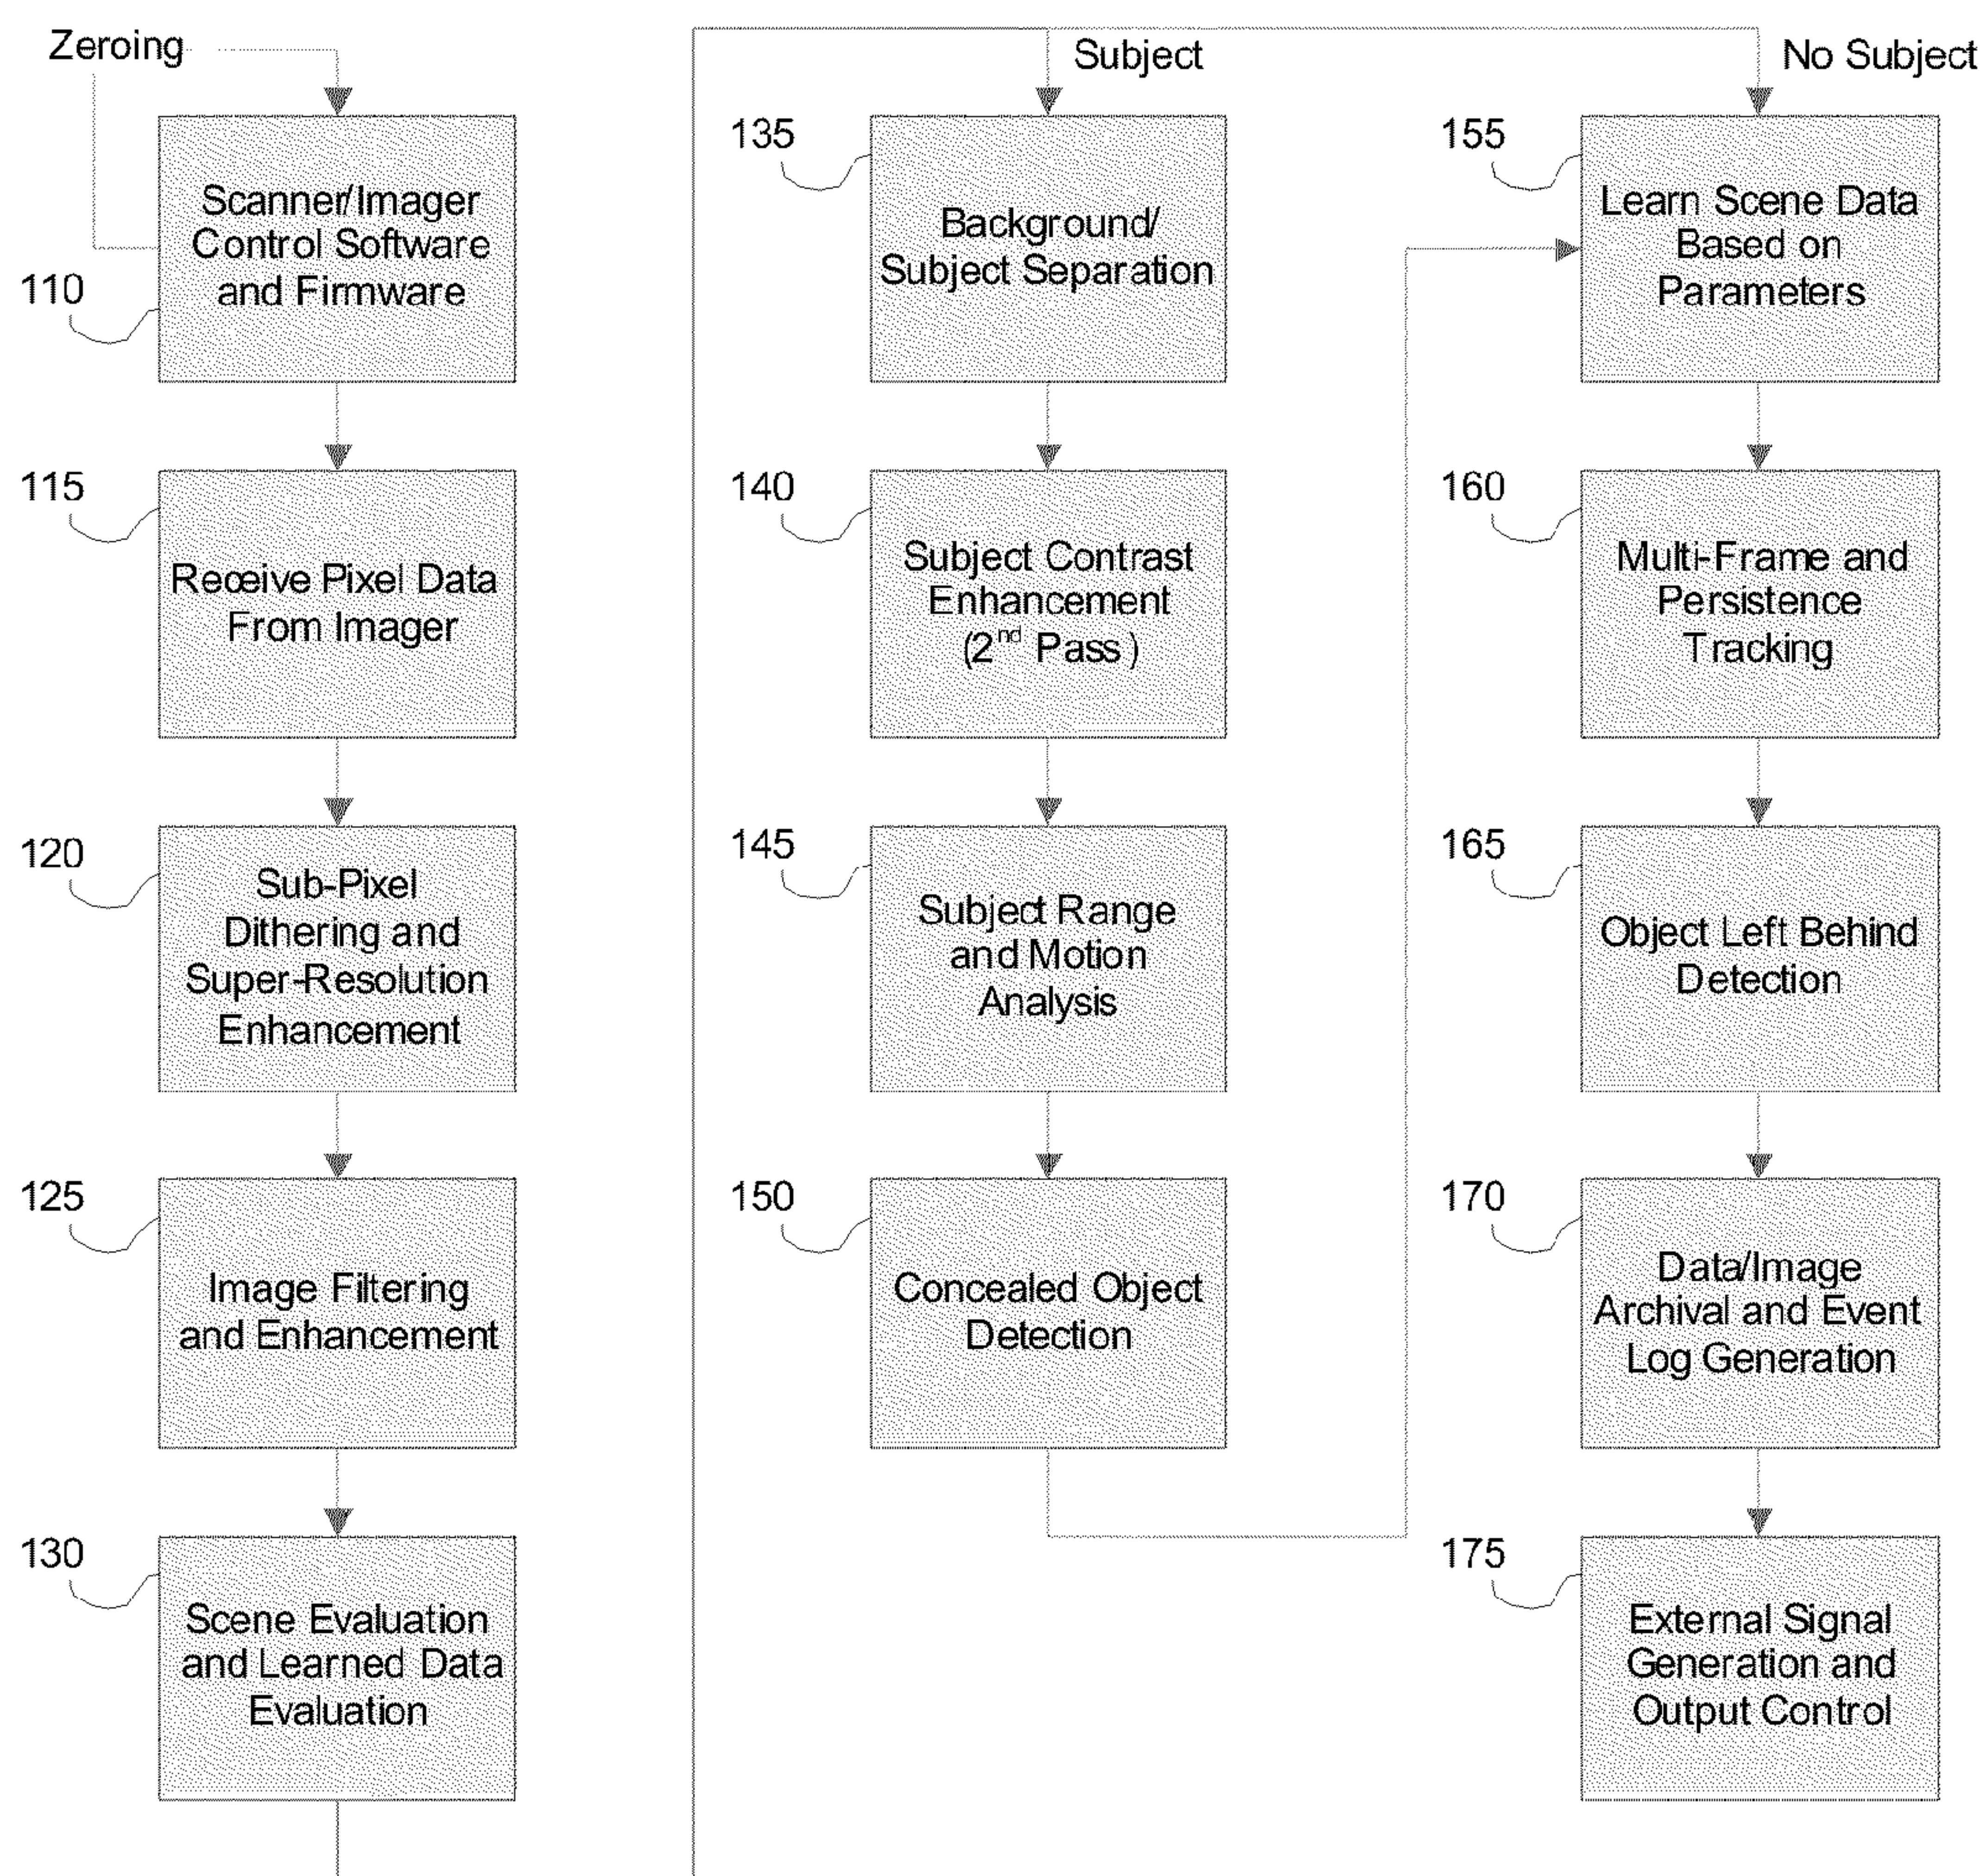 Zeroing
110
Scanner/Imager
Control Software
and Firmware
115
Receive Pixel Data
From Imager
120
Sub-Pixel
Dithering and
Super-Resolution
Enhancement
125
Image Filtering
and Enhancement
130
Scene Evaluation
and Learned Data
Evaluation
Subject
135
Background/
Subject Separation
140
Subject Contrast
Enhancement
(2nd Pass)
145
Subject Range
and Motion
Analysis
150
Concealed Object
Detection
No Subject
155
Learn Scene Data
Based on
Parameters
160
Multi-Frame and
Persistence
Tracking
165
Object Left Behind
Detection
170
Data/Image
Archival and Event
Log Generation
175
External Signal
Generation and
Output Control